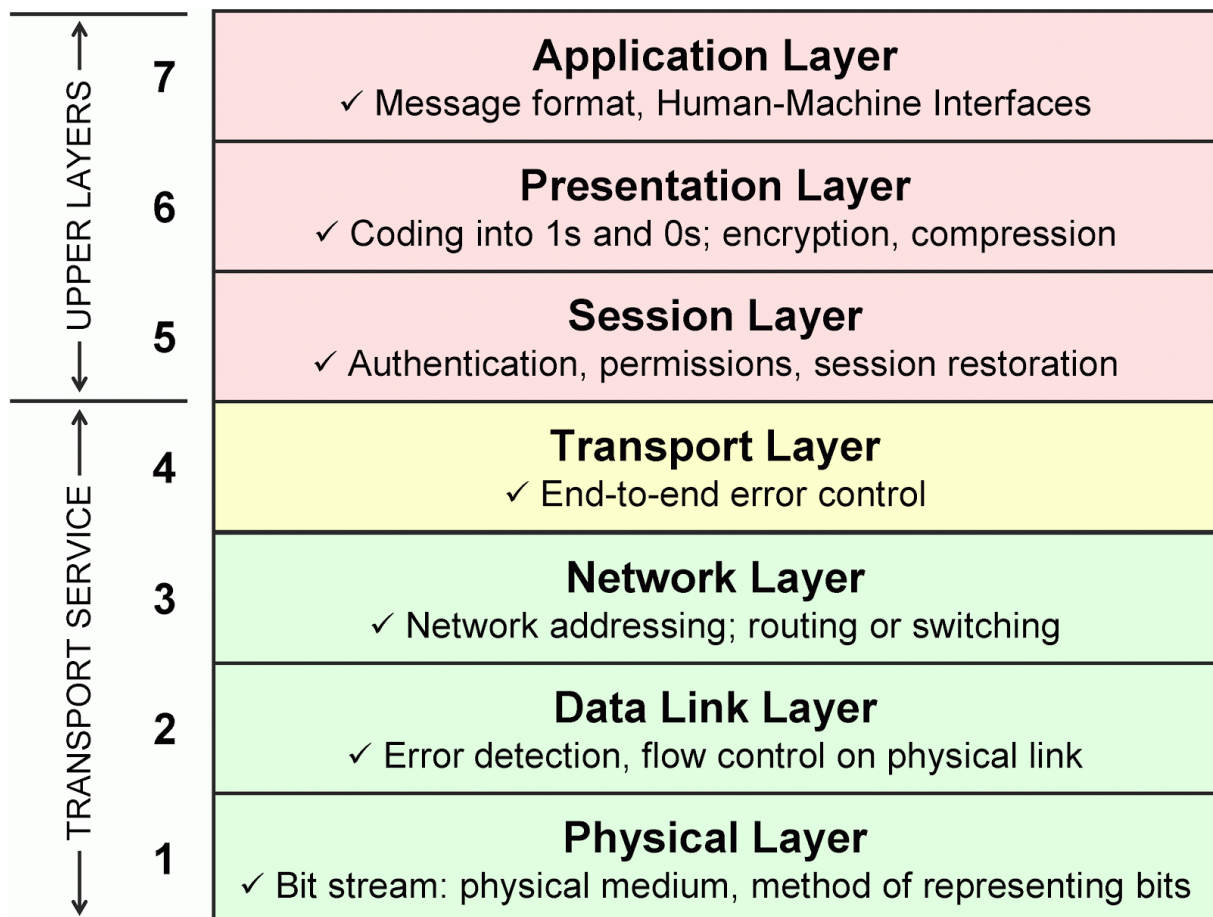 UPPER LAYERS
7
Application Layer
✓ Message format, Human-Machine Interfaces
6
Presentation Layer
✓ Coding into 1s and 0s; encryption, compression
5
Session Layer
✓ Authentication, permissions, session restoration
TRANSPORT SERVICE
4
Transport Layer
✓ End-to-end error control
3
Network Layer
✓ Network addressing; routing or switching
2
Data Link Layer
✓ Error detection, flow control on physical link
1
Physical Layer
✓ Bit stream: physical medium, method of representing bits